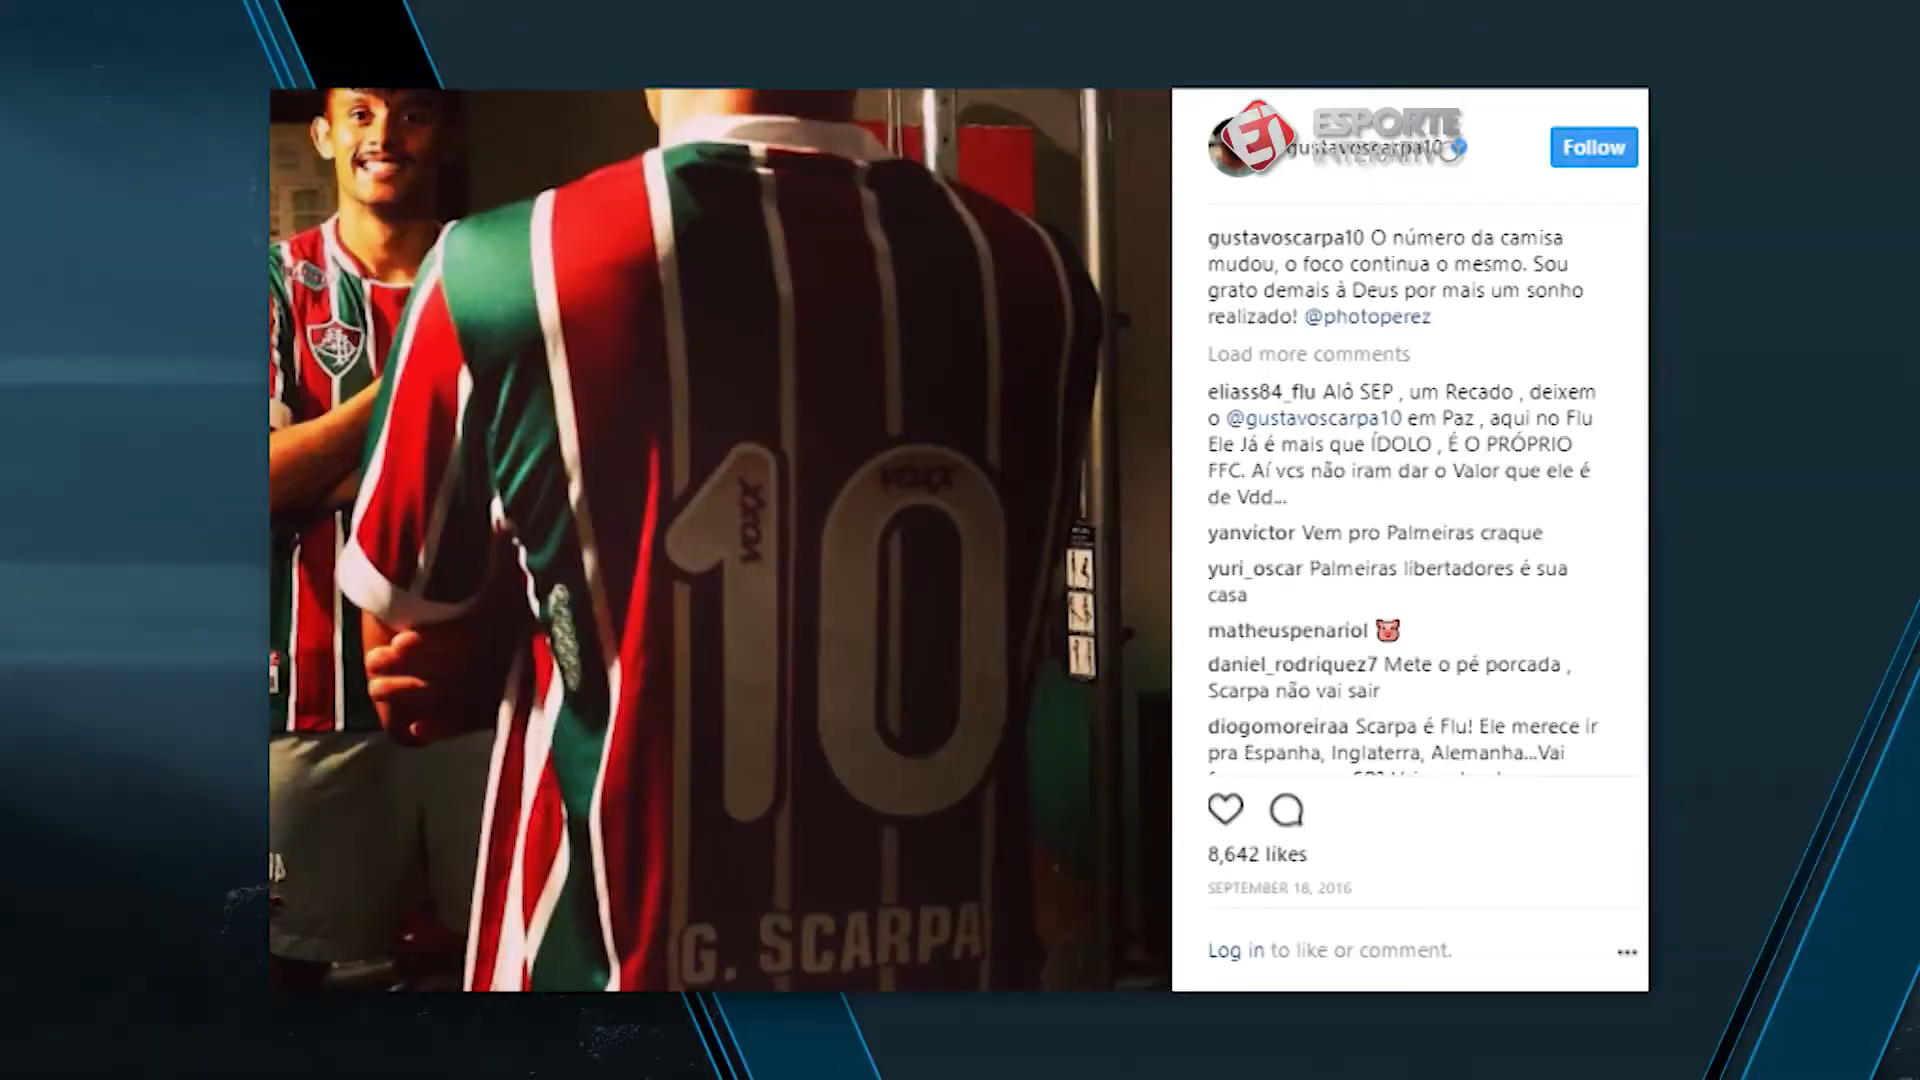 ESPORTE
INTERATIVO
gustavoscarpa10
Follow
gustavoscarpa10 O número da camisa
mudou, o foco continua o mesmo. Sou
grato demais à Deus por mais um sonho
realizado! @photoperez
Load more comments
eliass84_flu Alô SEP , um Recado , deixem
o @gustavoscarpa10 em Paz , aqui no Flu
Ele Já é mais que ÍDOLO , É O PRÓPRIO
FFC. Aí vcs não iram dar o Valor que ele é
de Vdd...
yanvictor Vem pro Palmeiras craque
yuri_oscar Palmeiras libertadores é sua
casa
matheuspenariol 🐷
daniel_rodriquez7 Mete o pé porcada ,
Scarpa não vai sair
diogomoreiraa Scarpa é Flu! Ele merece ir
pra Espanha, Inglaterra, Alemanha...Vai
8,642 likes
SEPTEMBER 18, 2016
Log in to like or comment.
...
VOXX
VOXX
10
G. SCARPA